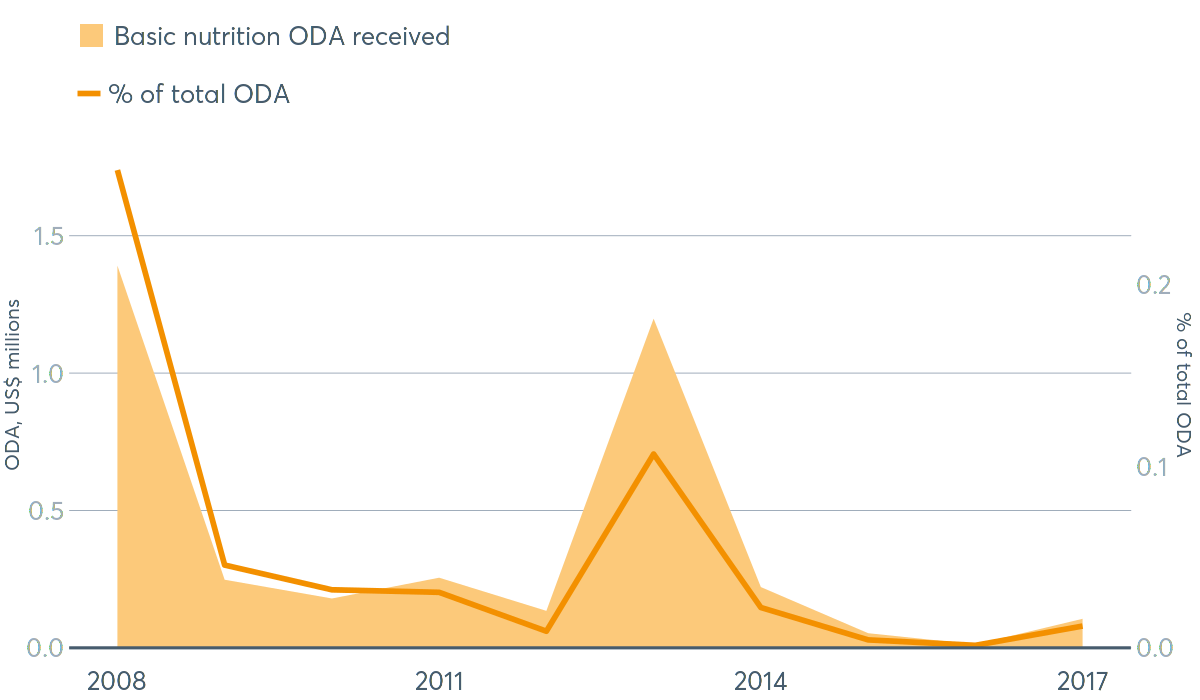 Basic nutrition ODA received
% of total ODA
1.5
1.0
0.5
0.0
ODA, US$ millions
0.2
0.1
0.0
% of total ODA
2008
2011
2014
2017